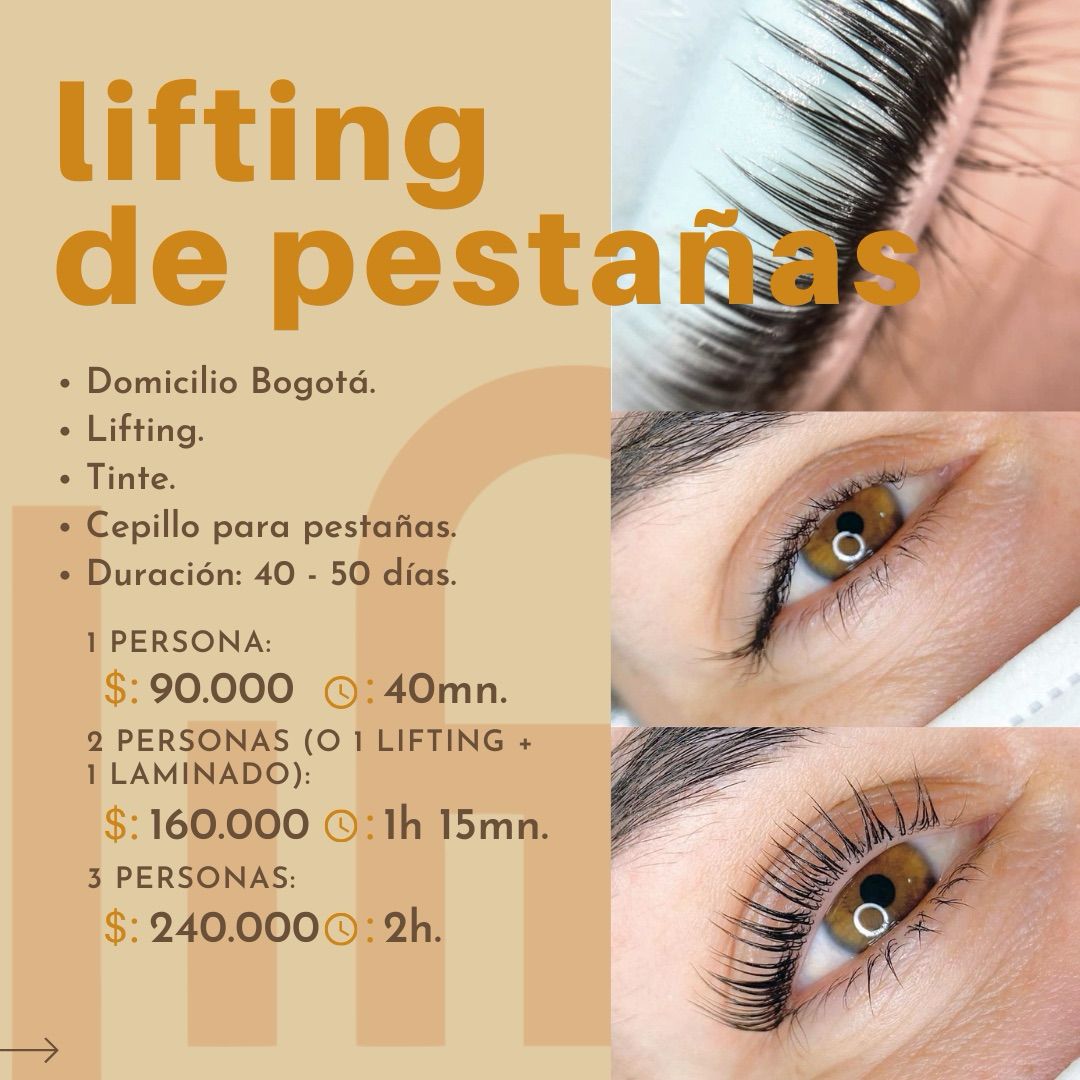 lifting
de pestañas
• Domicilio Bogotá.
• Lifting.
• Tinte.
• Cepillo para pestañas.
• Duración: 40 - 50 días.
1 PERSONA:
$: 90.000 : 40mn.
2 PERSONAS (O 1 LIFTING +
1 LAMINADO):
$: 160.000 : 1h 15mn.
3 PERSONAS:
$: 240.000 : 2h.